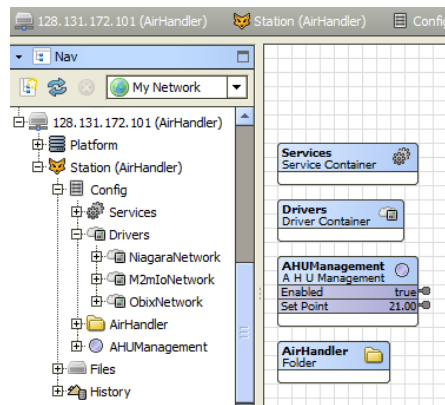 128.131.172.101 (AirHandler) Station (AirHandler) Config
Nav
My Network
128.131.172.101 (AirHandler)
Platform
Station (AirHandler)
Config
Services
Drivers
NiagaraNetwork
M2mIoNetwork
ObixNetwork
AirHandler
AHUManagement
Files
History
Services
Service Container
Drivers
Driver Container
AHUManagement
A H U Management
Enabled true
Set Point 21.00
AirHandler
Folder